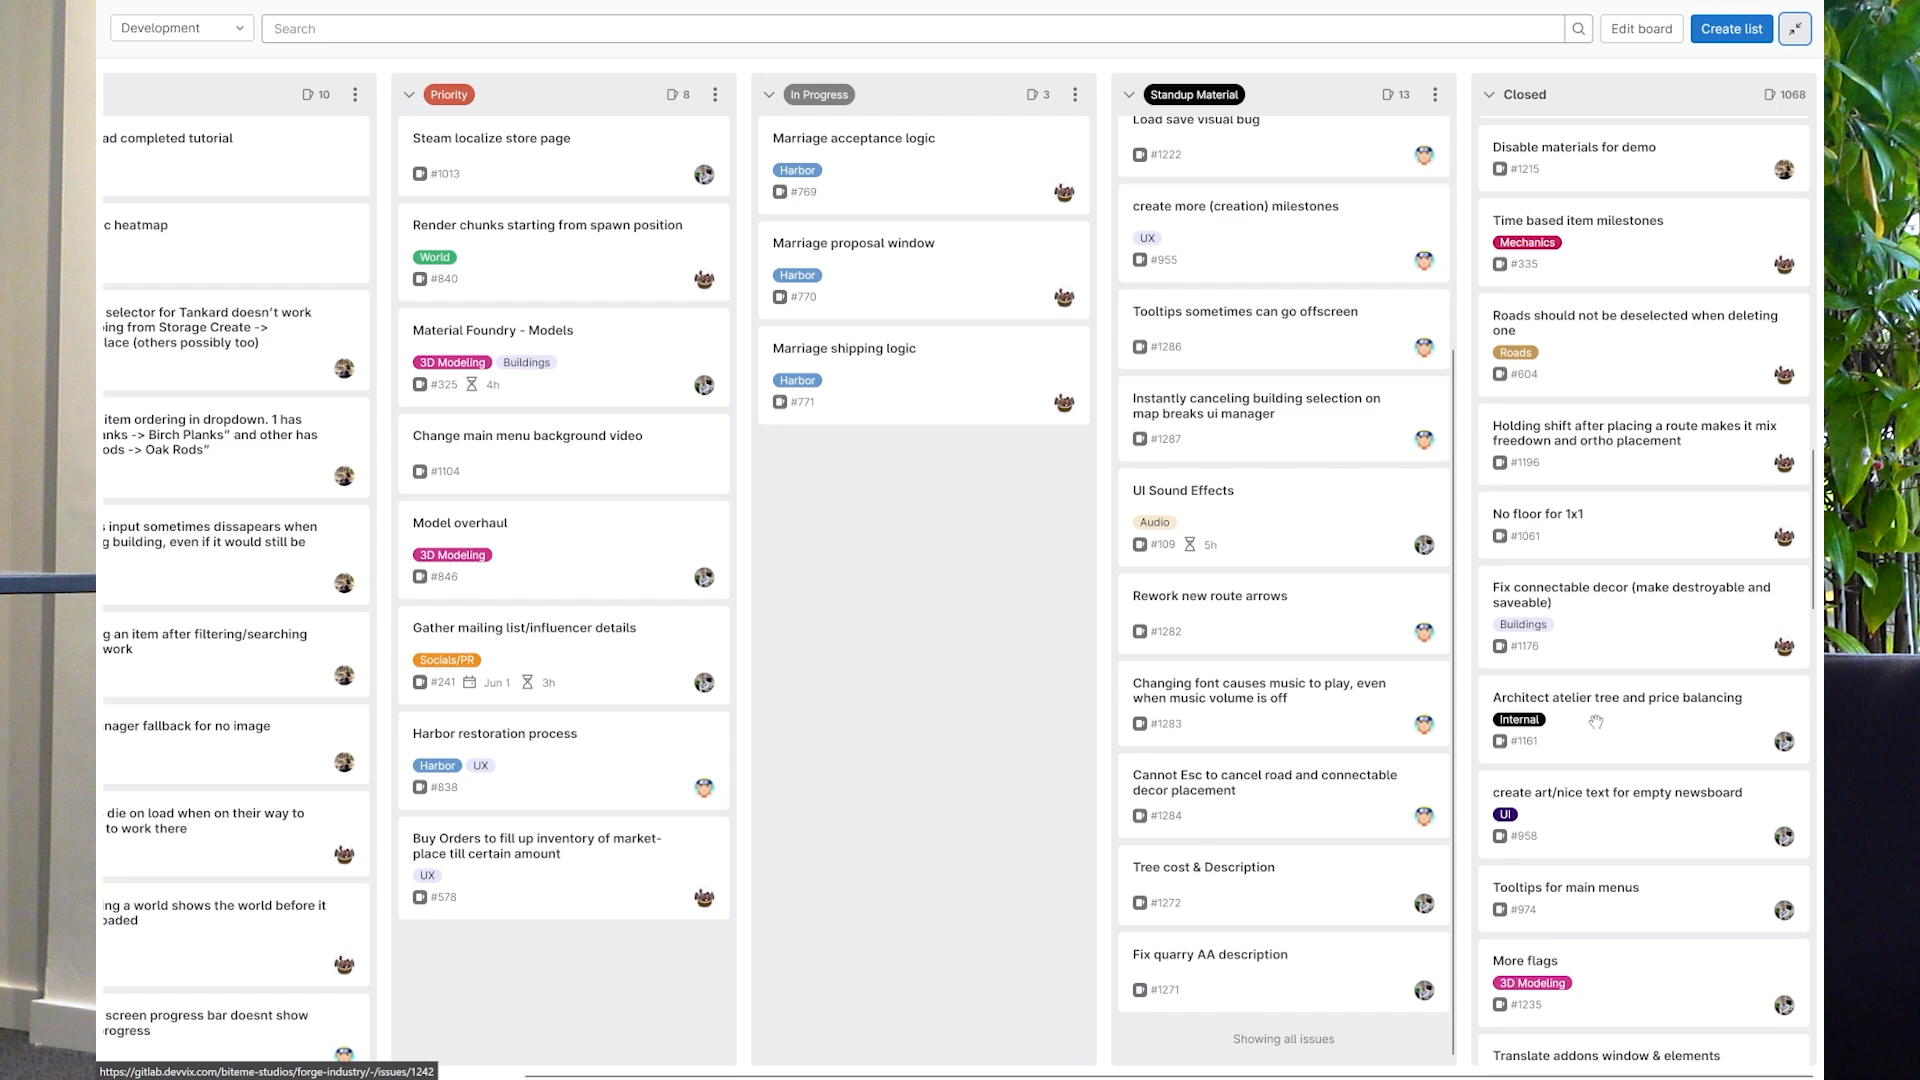 Development
Search
Edit board
Create list
10
ad completed tutorial
c heatmap
selector for Tankard doesn't work
ing from Storage Create ->
lace (others possibly too)
item ordering in dropdown. 1 has
nks -> Birch Planks" and other has
ods -> Oak Rods"
input sometimes dissapears when
g building, even if it would still be
g an item after filtering/searching
work
nager fallback for no image
die on load when on their way to
to work there
ing a world shows the world before it
oaded
screen progress bar doesnt show
rogress
Priority
8
Steam localize store page
#1013
Render chunks starting from spawn position
World
#840
Material Foundry - Models
3D Modeling Buildings
#325 4h
Change main menu background video
#1104
Model overhaul
3D Modeling
#846
Gather mailing list/influencer details
Socials/PR
#241 Jun 1 3h
Harbor restoration process
Harbor UX
#838
Buy Orders to fill up inventory of market-
place till certain amount
UX
#578
In Progress
3
Marriage acceptance logic
Harbor
#769
Marriage proposal window
Harbor
#770
Marriage shipping logic
Harbor
#771
Standup Material
13
Load save visual bug
#1222
create more (creation) milestones
UX
#955
Tooltips sometimes can go offscreen
#1286
Instantly canceling building selection on
map breaks ui manager
#1287
UI Sound Effects
Audio
#109 5h
Rework new route arrows
#1282
Changing font causes music to play, even
when music volume is off
#1283
Cannot Esc to cancel road and connectable
decor placement
#1284
Tree cost & Description
#1272
Fix quarry AA description
#1271
Showing all issues
Closed
1068
Disable materials for demo
#1215
Time based item milestones
Mechanics
#335
Roads should not be deselected when deleting
one
Roads
#604
Holding shift after placing a route makes it mix
freedown and ortho placement
#1196
No floor for 1x1
#1061
Fix connectable decor (make destroyable and
saveable)
Buildings
#1176
Architect atelier tree and price balancing
Internal
#1161
create art/nice text for empty newsboard
UI
#958
Tooltips for main menus
#974
More flags
3D Modeling
#1235
Translate addons window & elements
https://gitlab.devvix.com/biteme-studios/forge-industry/-/issues/1242